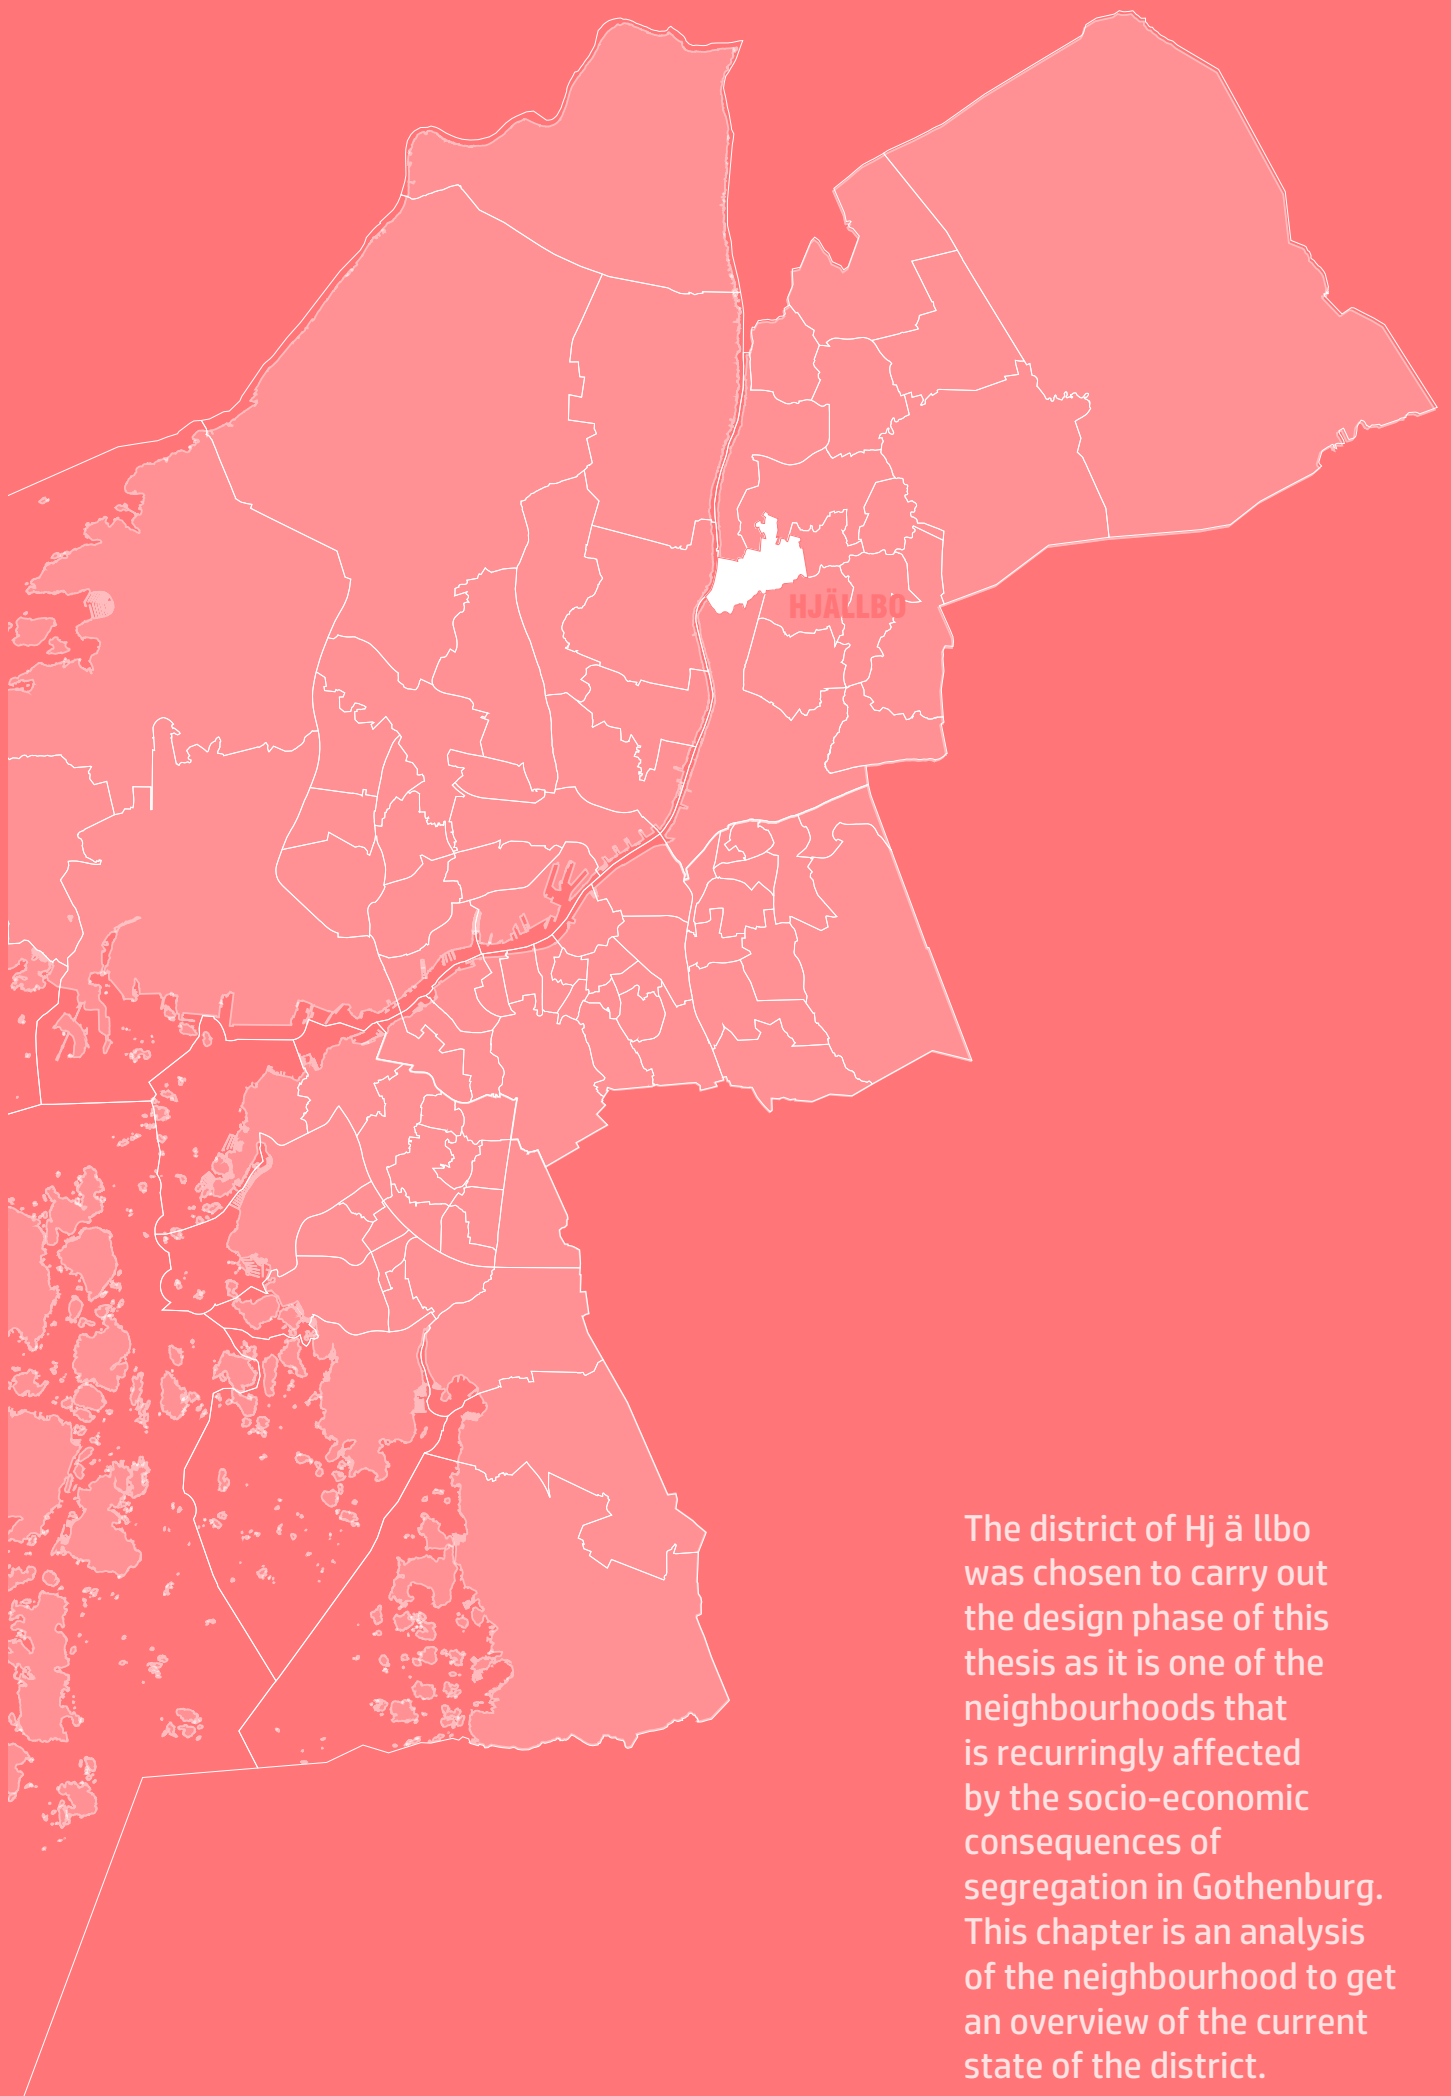 HJÄLLBO
The district of Hj ä llbo
was chosen to carry out
the design phase of this
thesis as it is one of the
neighbourhoods that
is recurringly affected
by the socio-economic
consequences of
segregation in Gothenburg.
This chapter is an analysis
of the neighbourhood to get
an overview of the current
state of the district.